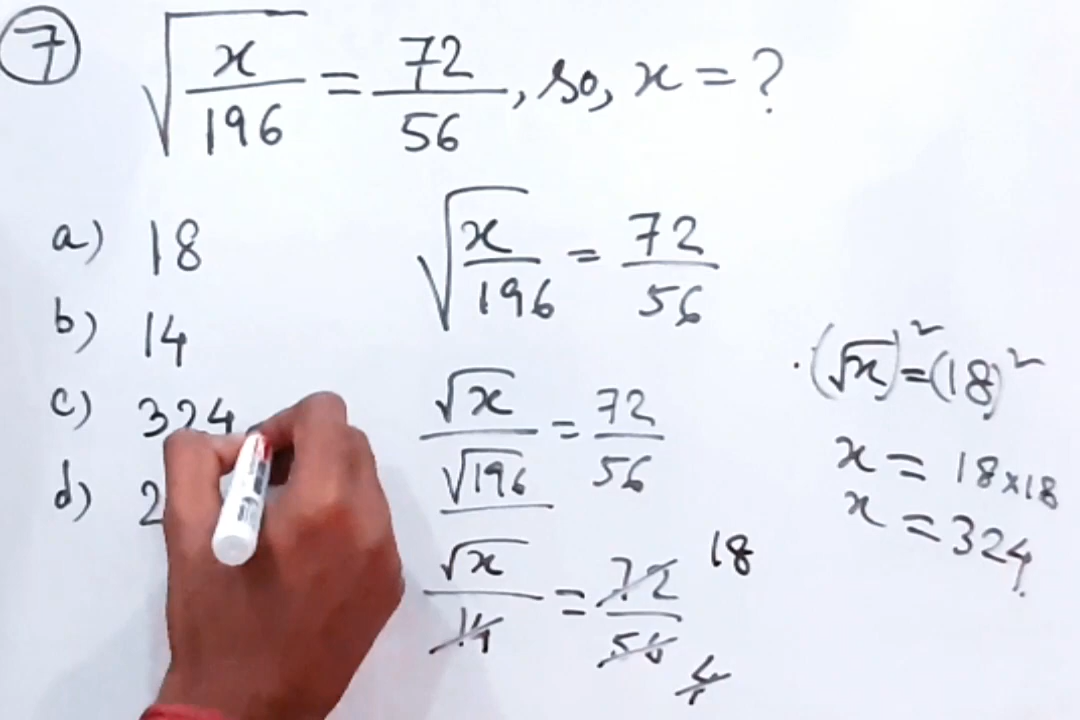 7 √(x/196) = 72/56, so, x = ?
a) 18
b) 14
c) 324
d) 2
√(x/196) = 72/56
√x/√196 = 72/56
√x/14 = 72/56 18 4
(√x)² = (18)²
x = 18×18
x = 324